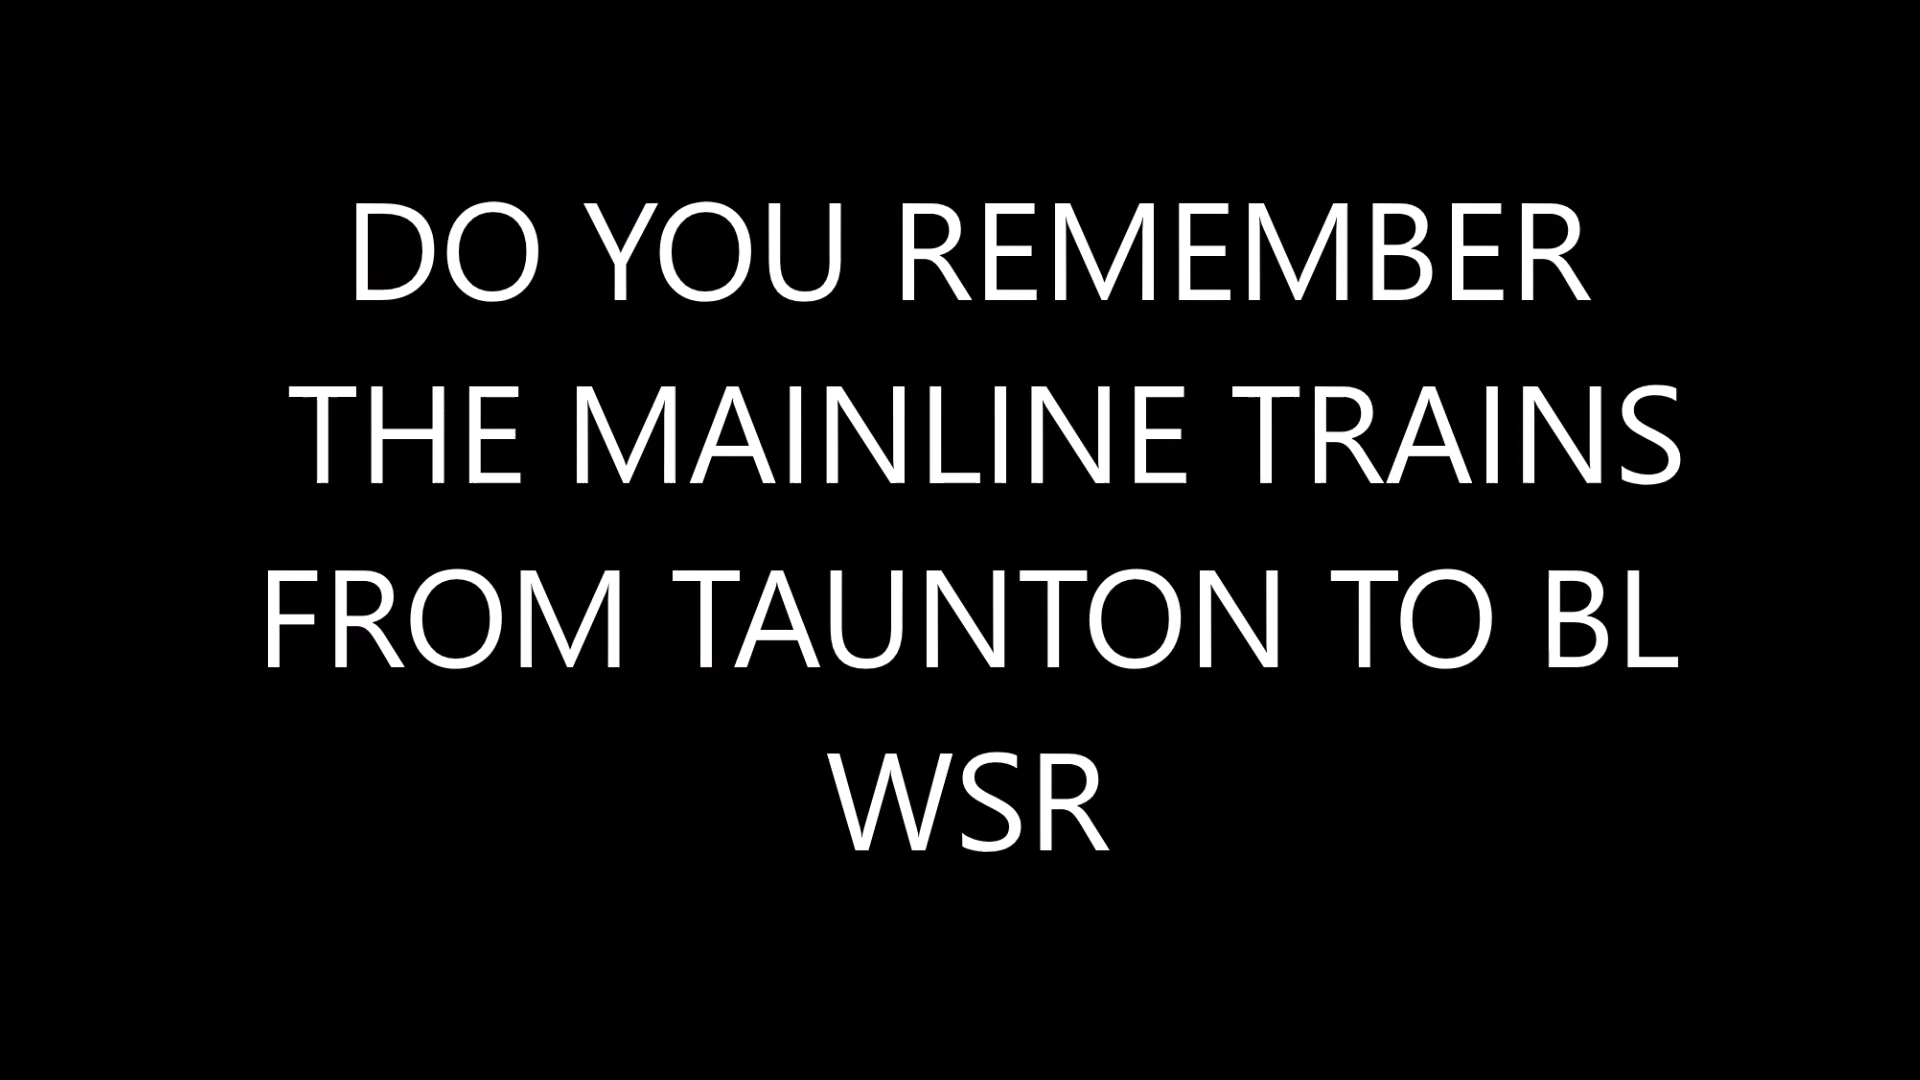 DO YOU REMEMBER
THE MAINLINE TRAINS
FROM TAUNTON TO BL
WSR